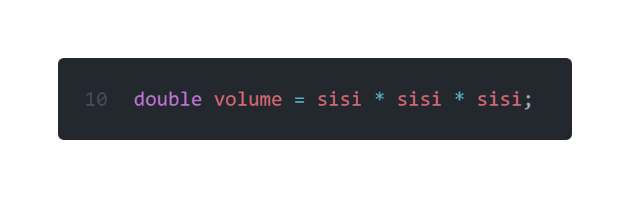 10 double volume = sisi * sisi * sisi;